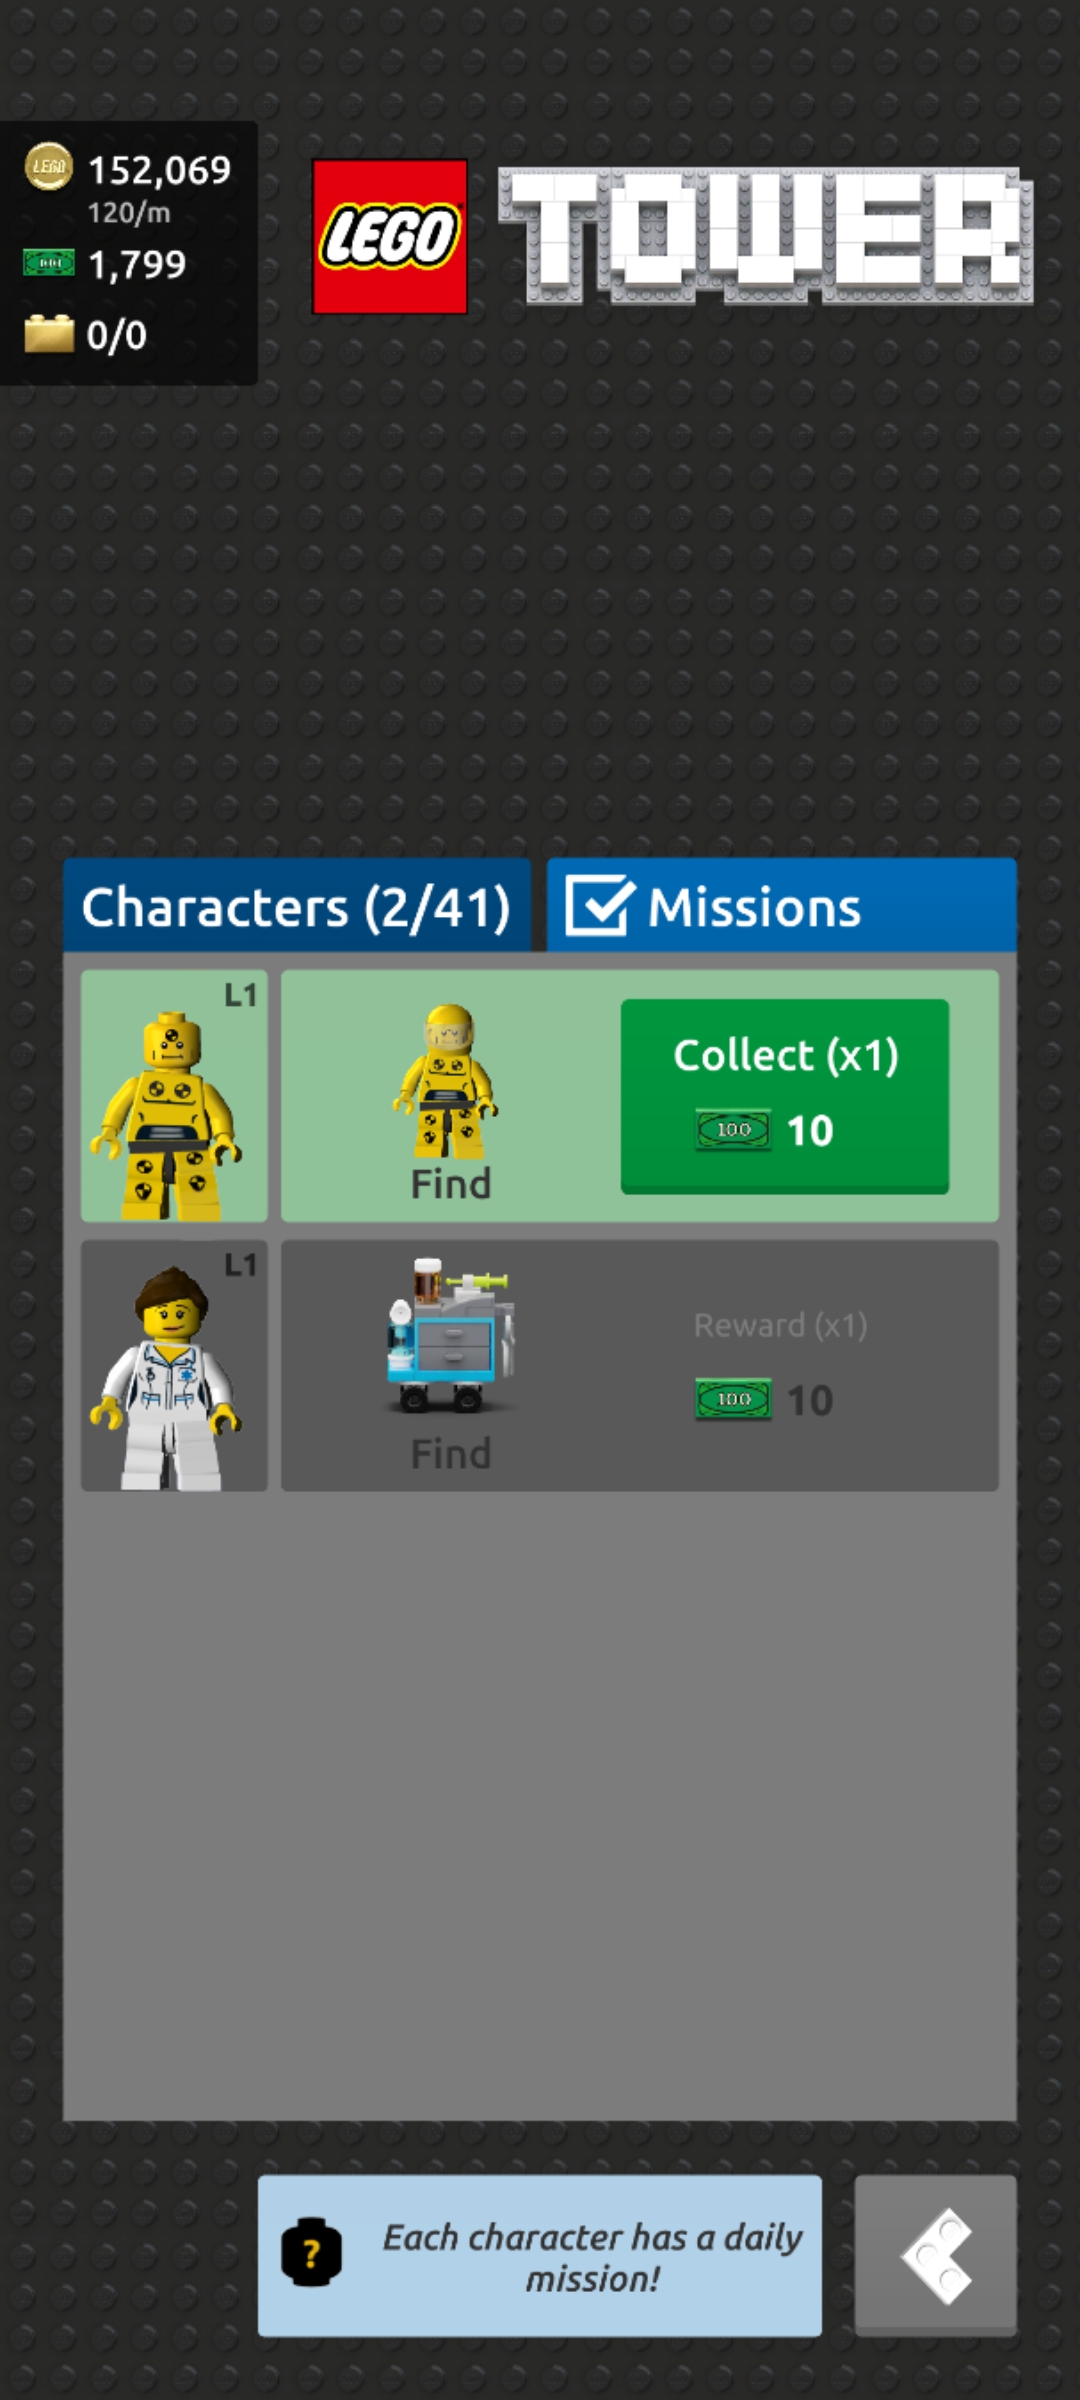 LEGO
152,069
120/m
1,799
0/0
LEGO
TOWER
Characters (2/41)
Missions
L1
Find
Collect (x1)
100
10
L1
Find
Reward (x1)
100
10
?
Each character has a daily
mission!